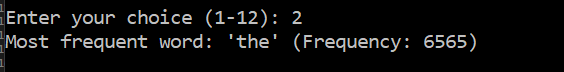 Enter your choice (1-12): 2
Most frequent word: 'the' (Frequency: 6565)